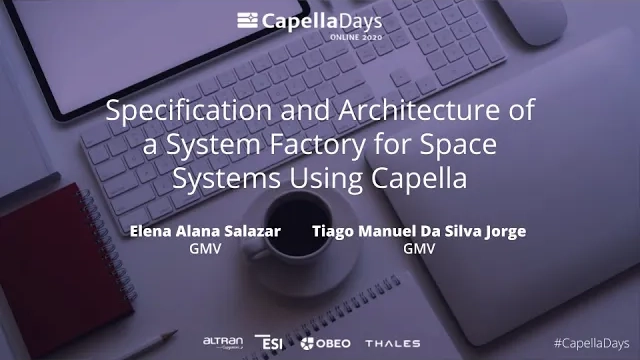 CapellaDays
ONLINE 2020
Specification and Architecture of
a System Factory for Space
Systems Using Capella
Elena Alana Salazar Tiago Manuel Da Silva Jorge
GMV GMV
ALTRAN ESI OBEO THALES
#CapellaDays